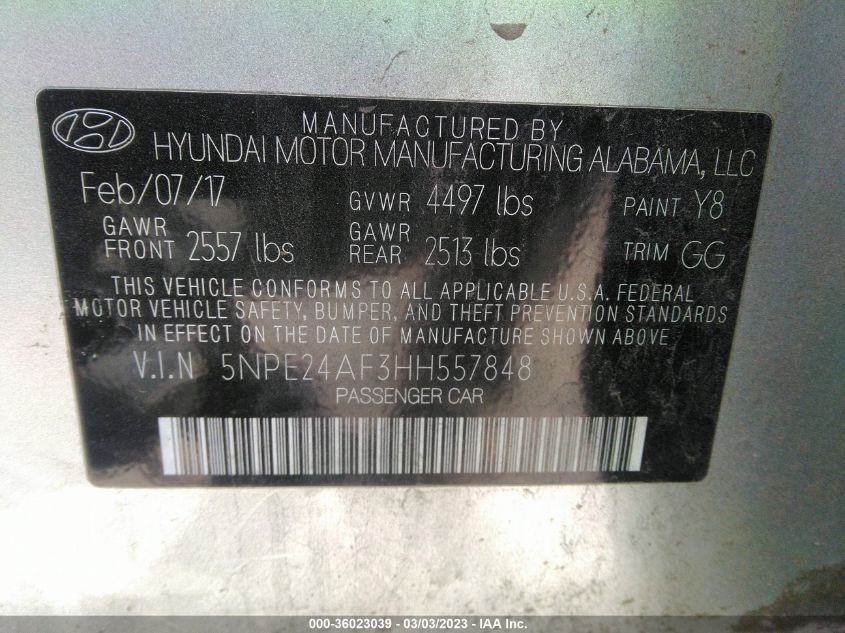 MANUFACTURED BY
HYUNDAI MOTOR MANUFACTURING ALABAMA, LLC
Feb/07/17 GVWR 4497 lbs PAINT Y8
GAWR FRONT 2557 lbs GAWR REAR 2513 lbs TRIM GG
THIS VEHICLE CONFORMS TO ALL APPLICABLE U.S.A. FEDERAL
MOTOR VEHICLE SAFETY, BUMPER, AND THEFT PREVENTION STANDARDS
IN EFFECT ON THE DATE OF MANUFACTURE SHOWN ABOVE
V.I.N 5NPE24AF3HH557848
PASSENGER CAR
000-36023039 - 03/03/2023 - IAA Inc.